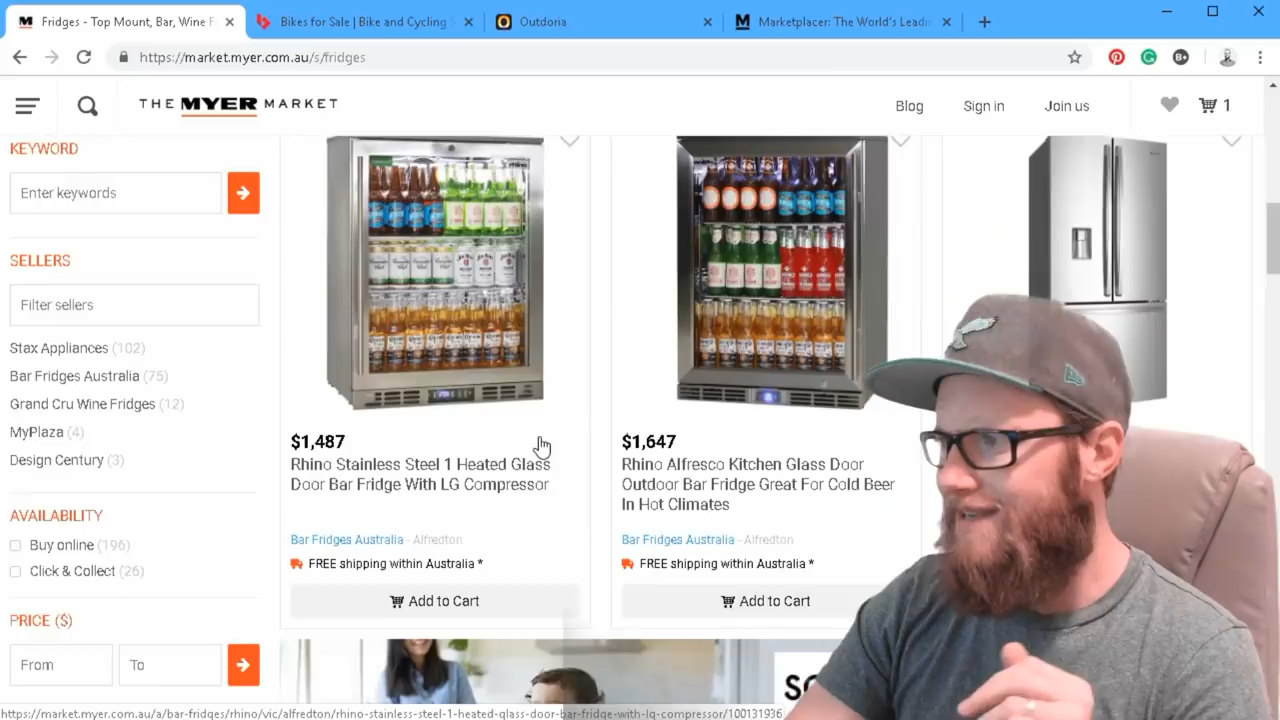 Fridges - Top Mount, Bar, Wine F
Bikes for Sale | Bike and Cycling S
Outdoria
Marketplacer: The World's Leadi
https://market.myer.com.au/s/fridges
THE MYER MARKET
Blog
Sign in
Join us
1
KEYWORD
Enter keywords
SELLERS
Filter sellers
Stax Appliances (102)
Bar Fridges Australia (75)
Grand Cru Wine Fridges (12)
MyPlaza (4)
Design Century (3)
AVAILABILITY
Buy online (196)
Click & Collect (26)
PRICE ($)
From
To
$1,487
Rhino Stainless Steel 1 Heated Glass
Door Bar Fridge With LG Compressor
Bar Fridges Australia - Alfredton
FREE shipping within Australia *
Add to Cart
$1,647
Rhino Alfresco Kitchen Glass Door
Outdoor Bar Fridge Great For Cold Beer
In Hot Climates
Bar Fridges Australia - Alfredton
FREE shipping within Australia *
Add to Cart
https://market.myer.com.au/a/bar-fridges/rhino/vic/alfredton/rhino-stainless-steel-1-heated-glass-door-bar-fridge-with-lg-compressor/100131936